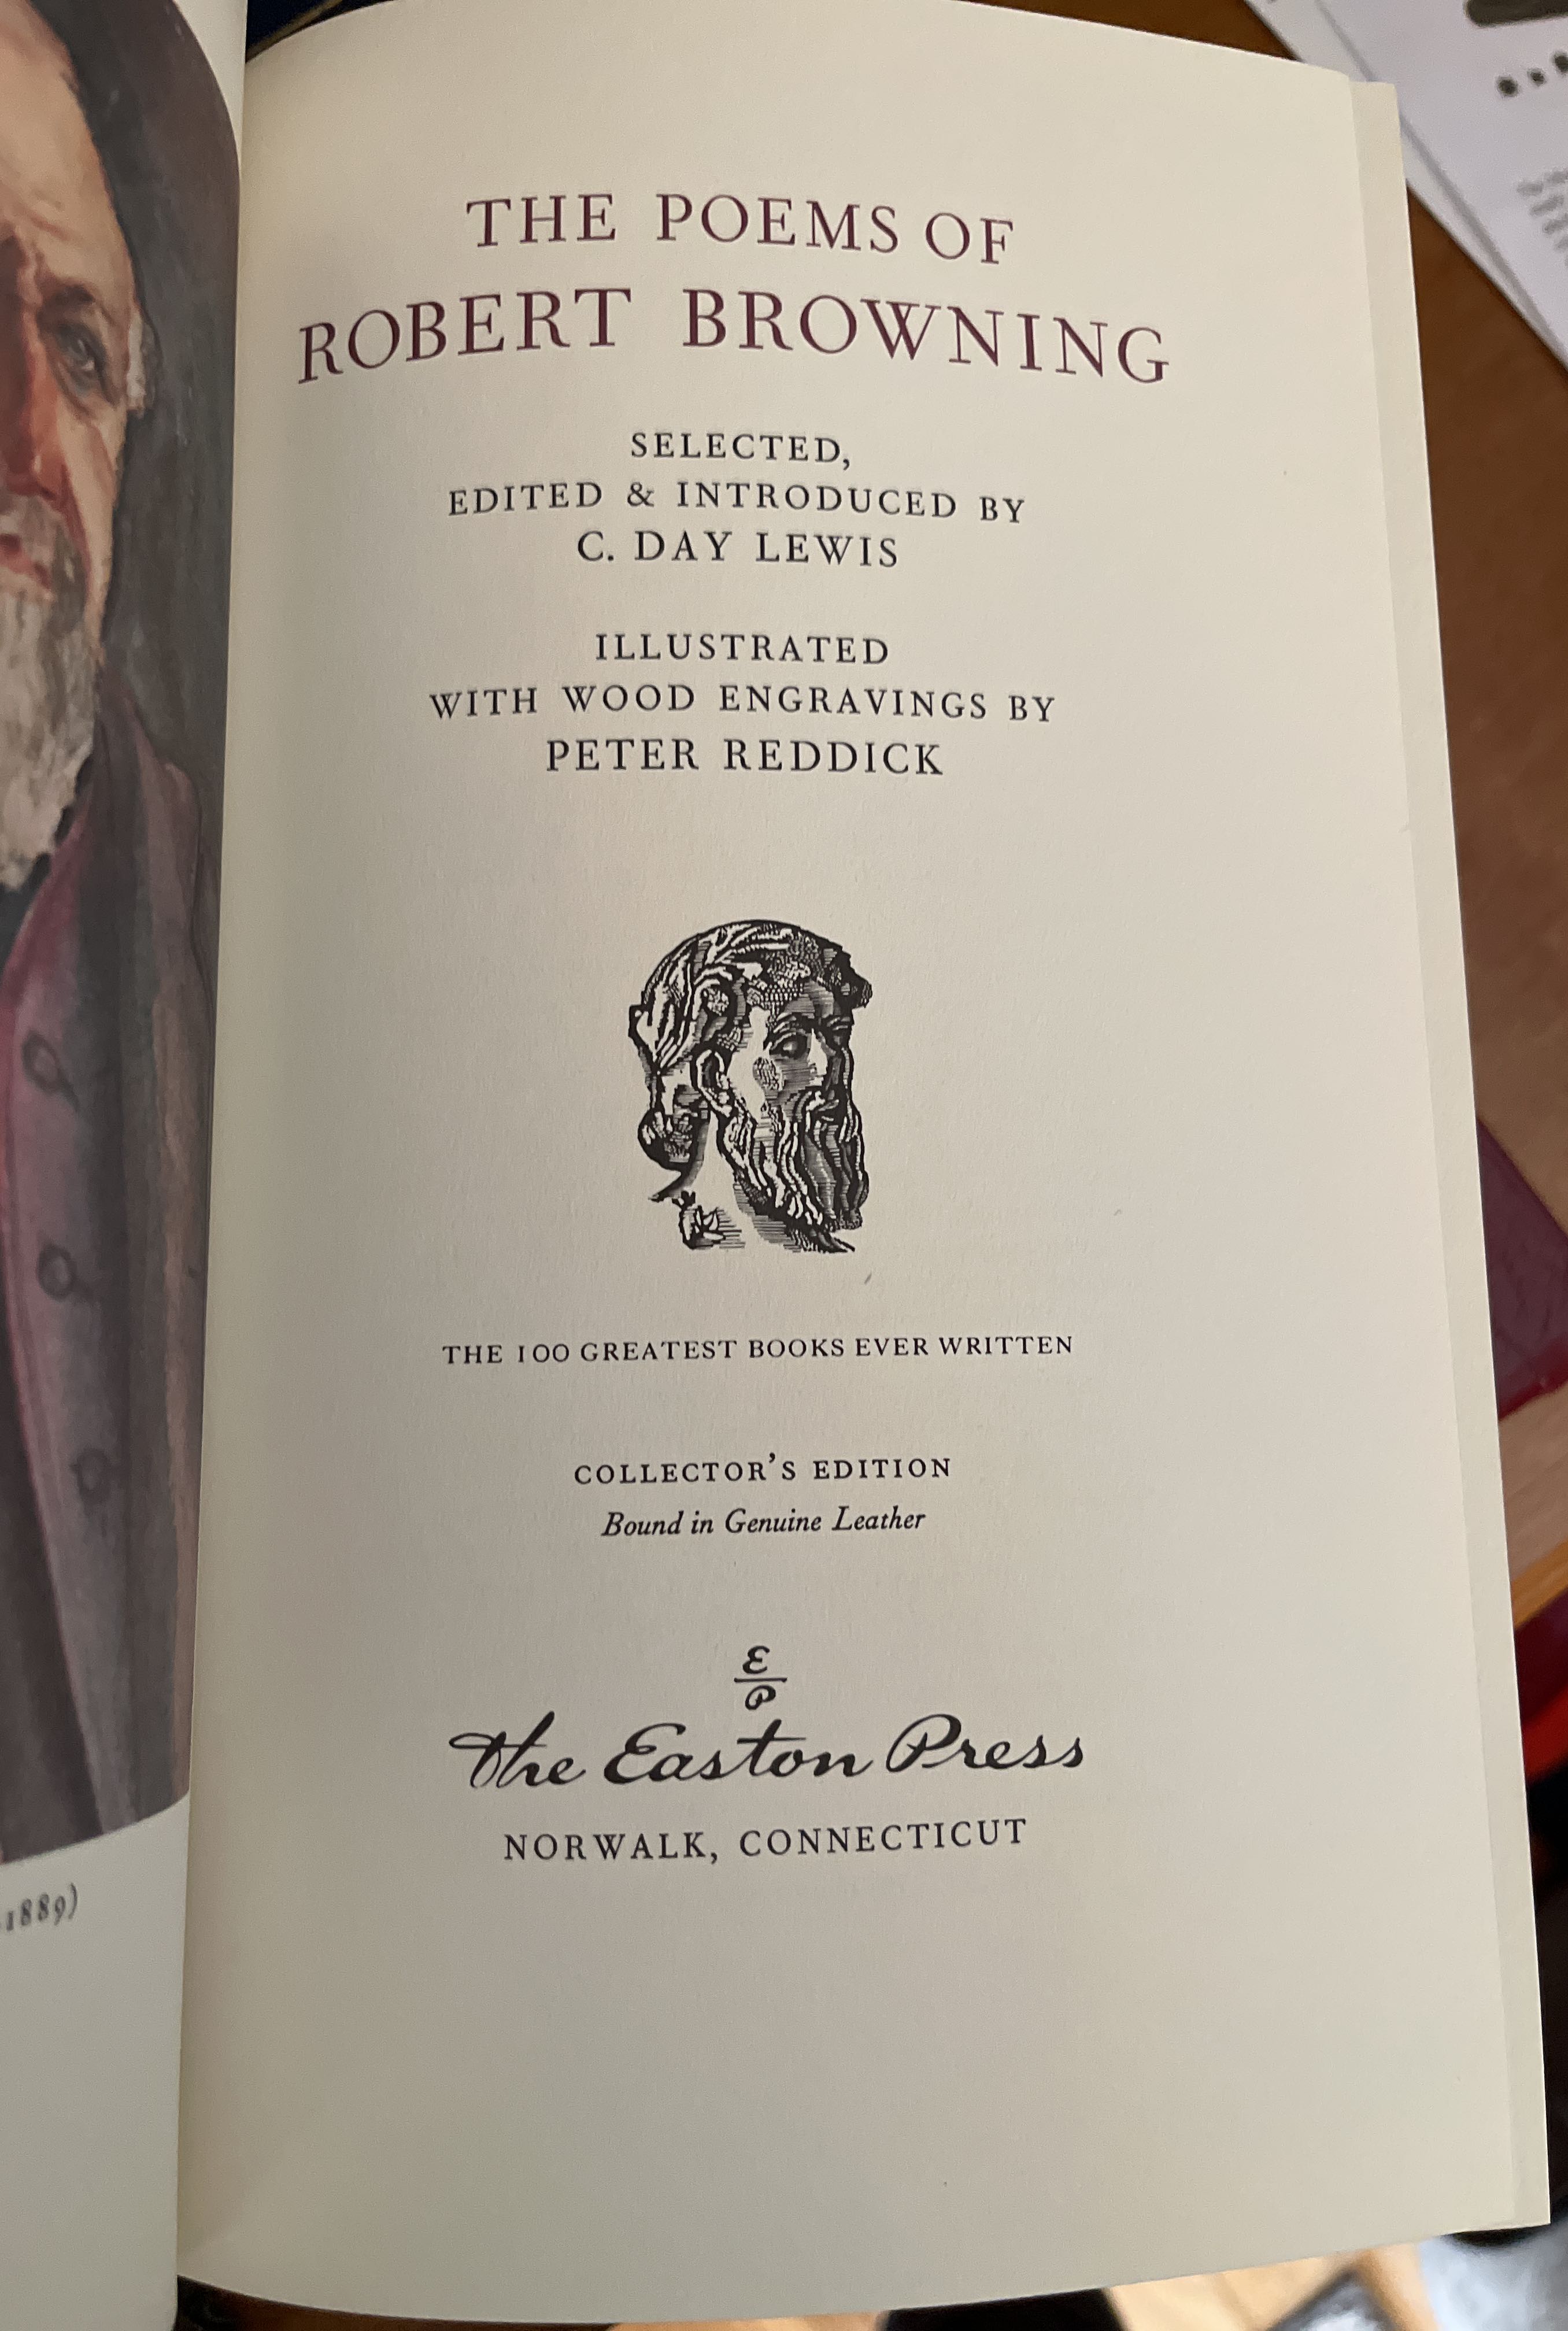 THE POEMS OF
ROBERT BROWNING
SELECTED,
EDITED & INTRODUCED BY
C. DAY LEWIS
ILLUSTRATED
WITH WOOD ENGRAVINGS BY
PETER REDDICK
THE 100 GREATEST BOOKS EVER WRITTEN
COLLECTOR'S EDITION
Bound in Genuine Leather
E
P
The Easton Press
NORWALK, CONNECTICUT
-1889)